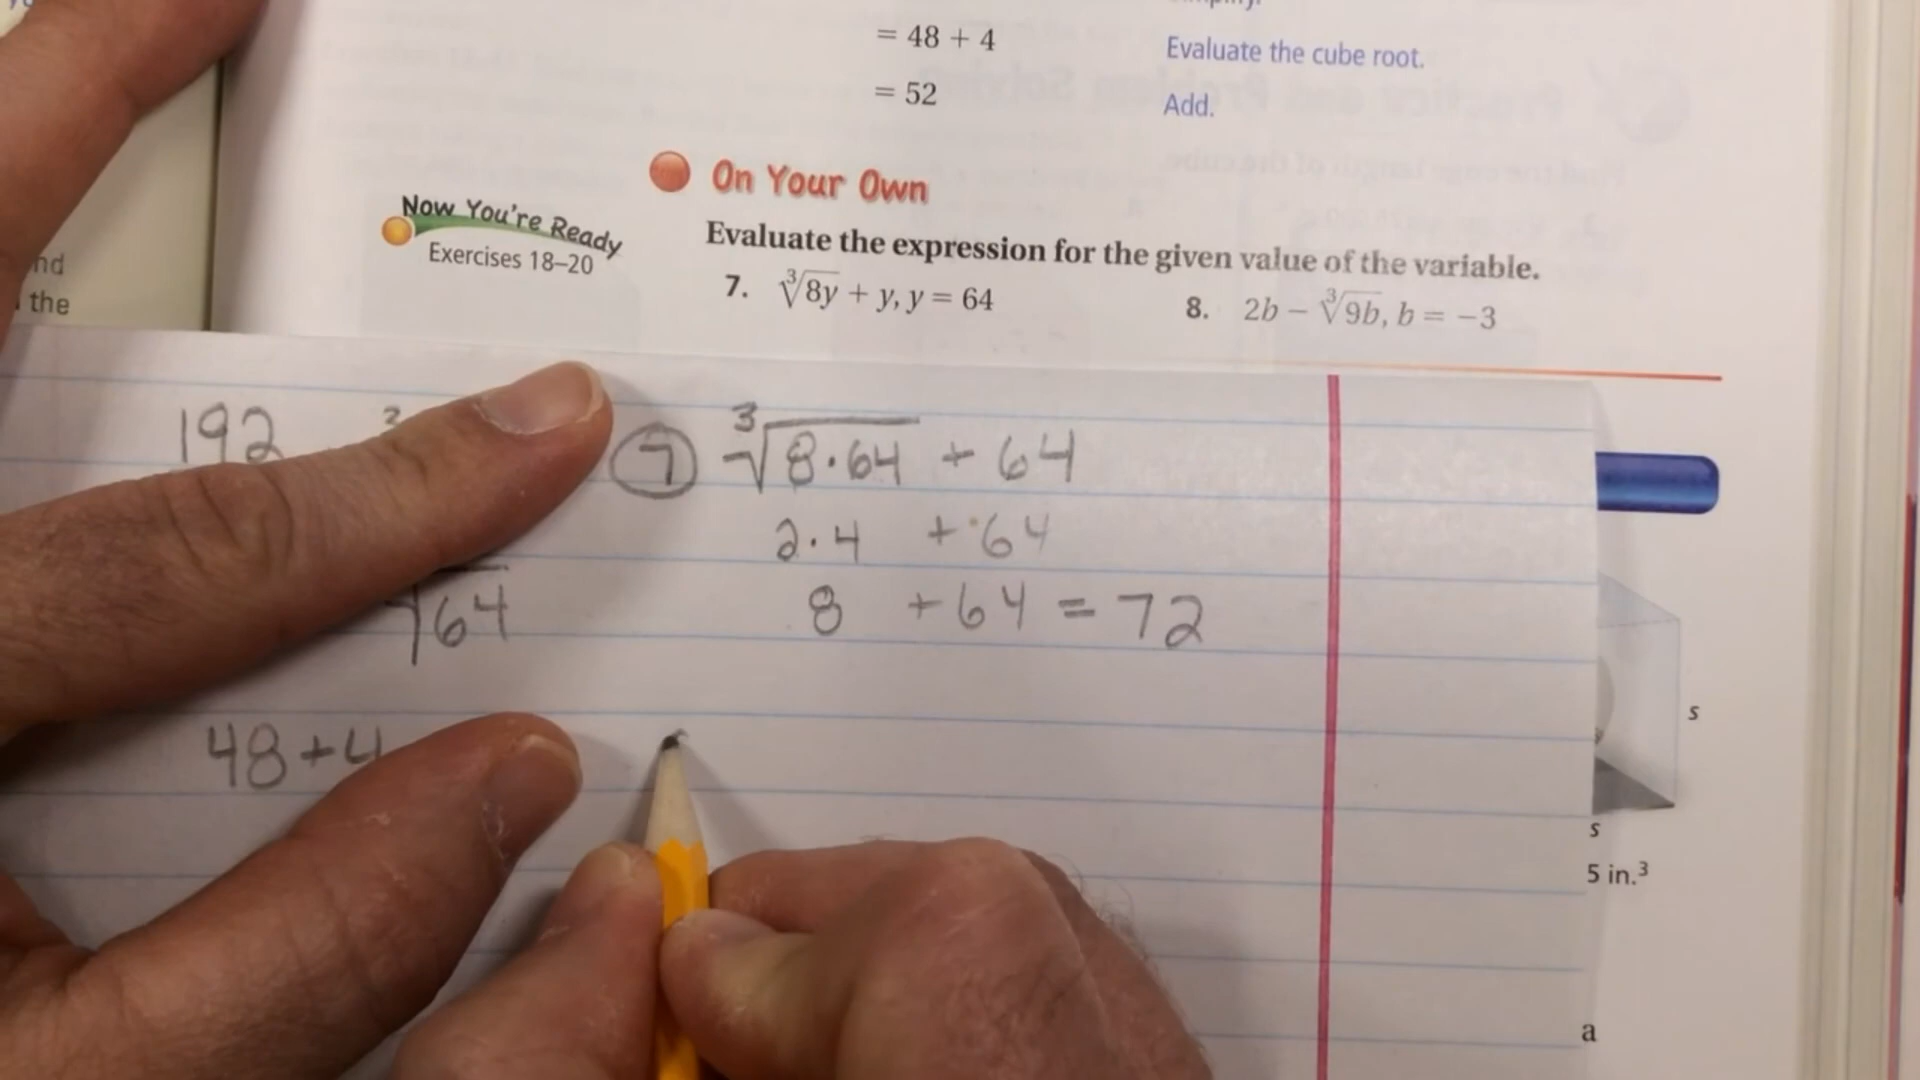 = 48 + 4
Evaluate the cube root.
= 52
Add.
On Your Own
Now You're Ready
Exercises 18–20
Evaluate the expression for the given value of the variable.
7. ∛8y + y, y = 64
8. 2b − ∛9b, b = −3
nd
the
192
7 ∛8·64 + 64
2·4 + 64
√64
8 + 64 = 72
48+4
s
s
5 in.³
a